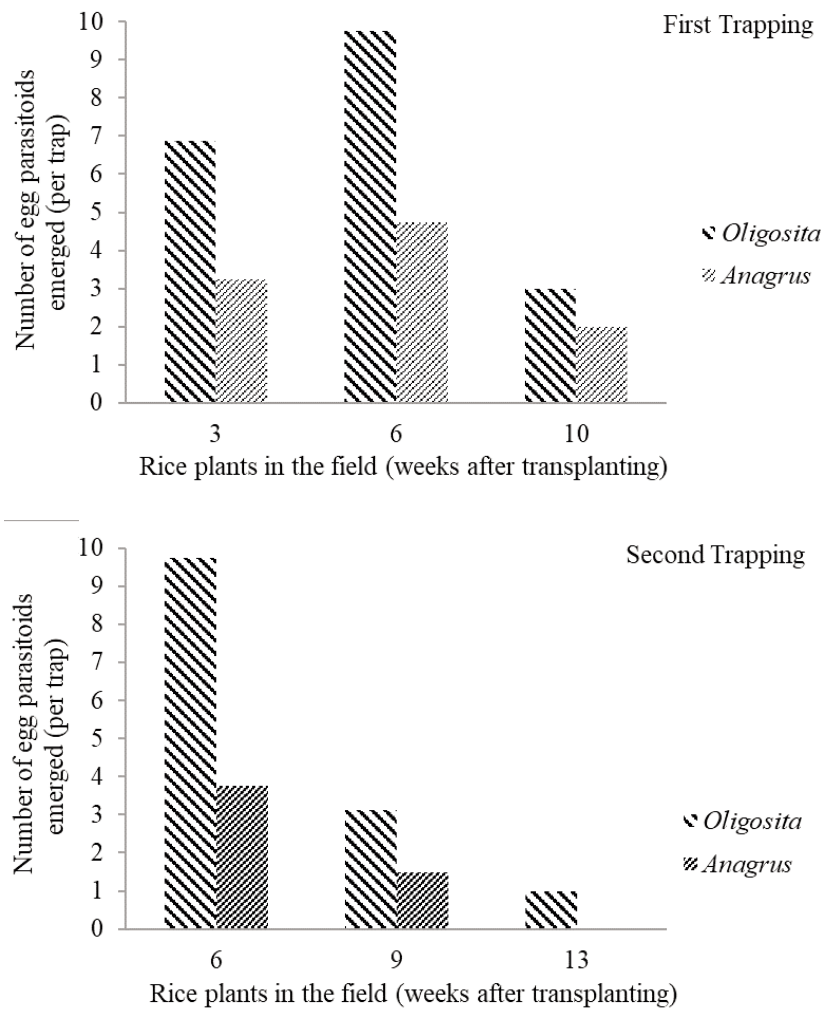 First Trapping
Number of egg parasitoids
emerged (per trap)
10
9
8
7
6
5
4
3
2
1
0
3 6 10
Rice plants in the field (weeks after transplanting)
Oligosita
Anagrus
Second Trapping
Number of egg parasitoids
emerged (per trap)
10
9
8
7
6
5
4
3
2
1
0
6 9 13
Rice plants in the field (weeks after transplanting)
Oligosita
Anagrus